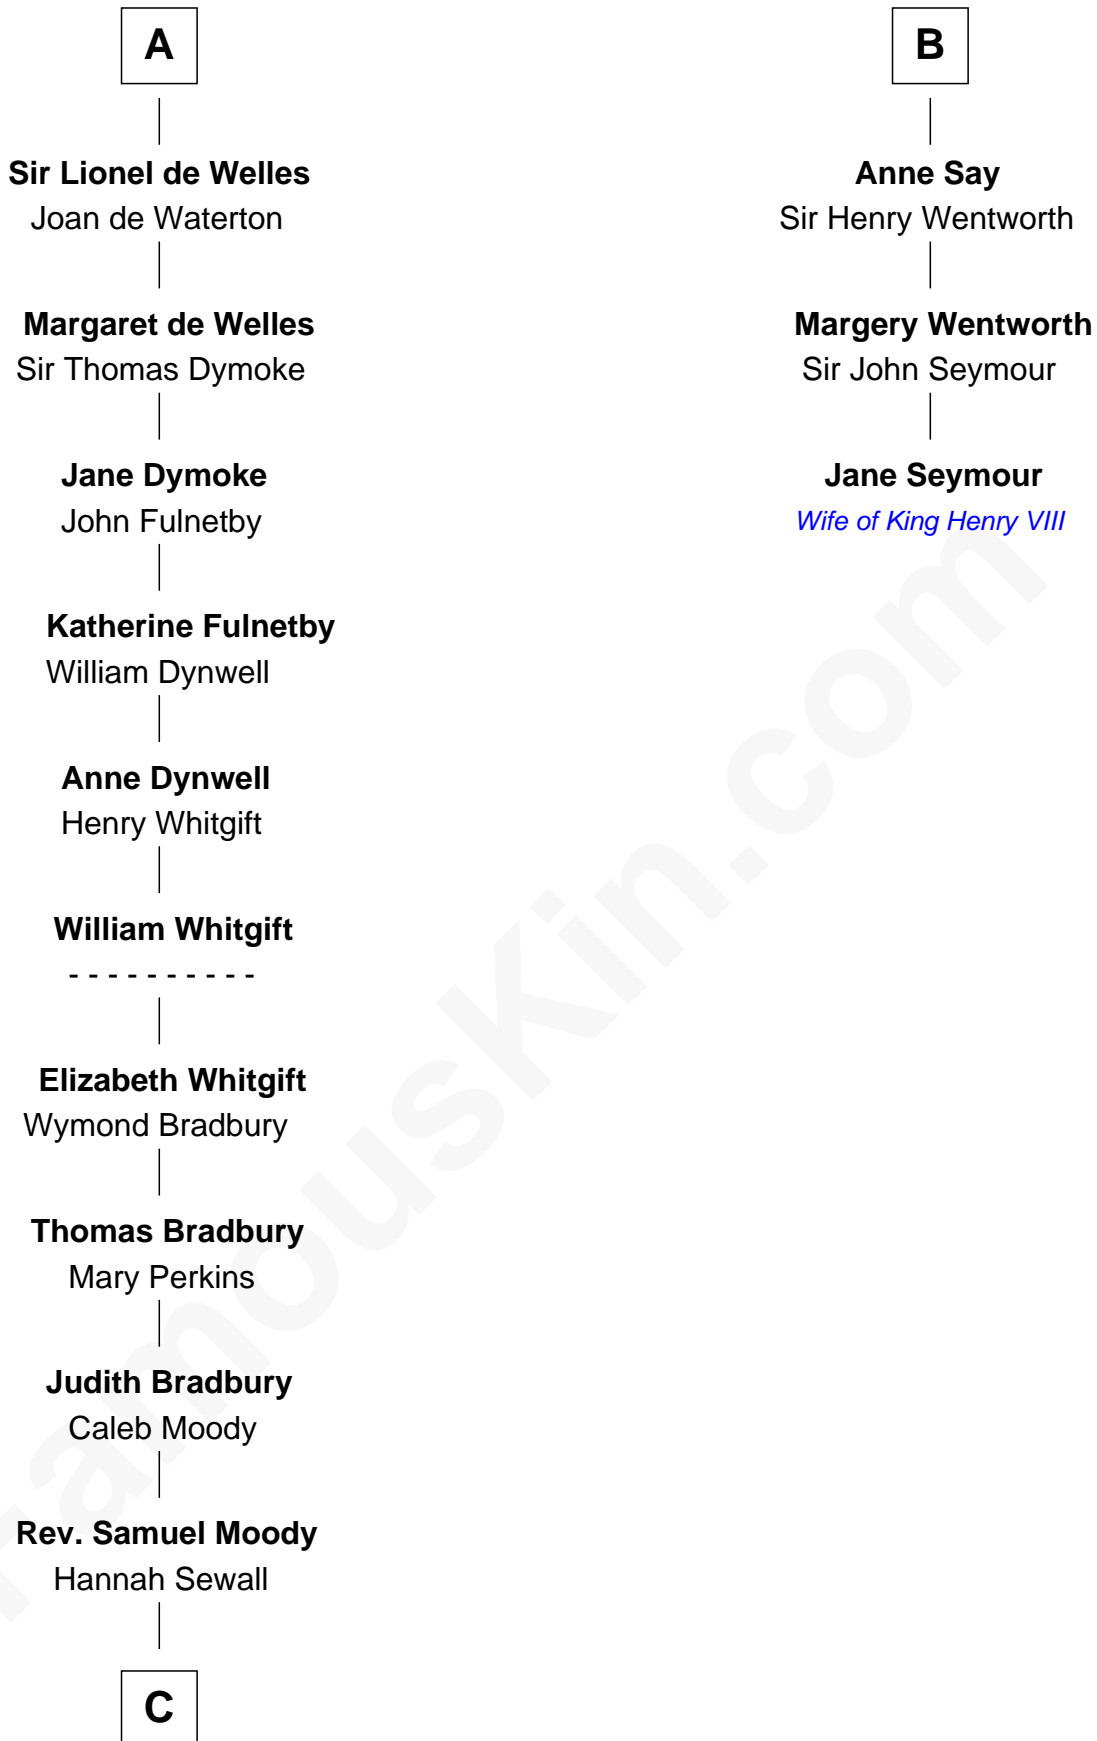 A
Sir Lionel de Welles
Joan de Waterton
Margaret de Welles
Sir Thomas Dymoke
Jane Dymoke
John Fulnetby
Katherine Fulnetby
William Dynwell
Anne Dynwell
Henry Whitgift
William Whitgift
- - - - - - - - - -
Elizabeth Whitgift
Wymond Bradbury
Thomas Bradbury
Mary Perkins
Judith Bradbury
Caleb Moody
Rev. Samuel Moody
Hannah Sewall
C
B
Anne Say
Sir Henry Wentworth
Margery Wentworth
Sir John Seymour
Jane Seymour
Wife of King Henry VIII
FamousKin.com